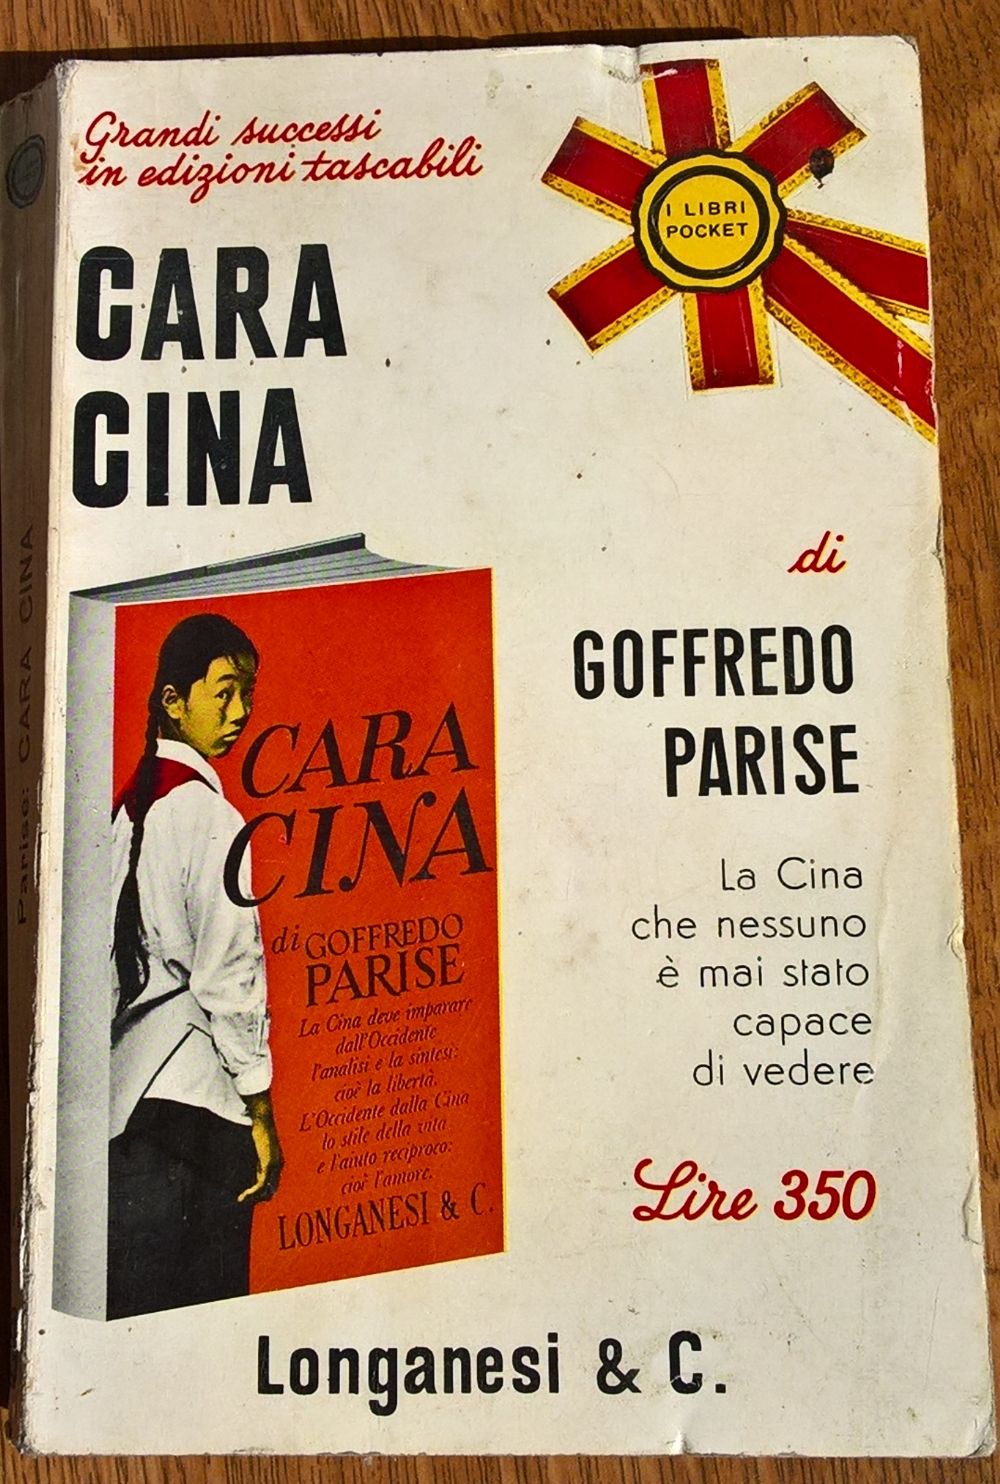 Grandi successi
in edizioni tascabili
I LIBRI
POCKET
CARA
CINA
di
GOFFREDO
PARISE
La Cina
che nessuno
è mai stato
capace
di vedere
Lire 350
CARA
CINA
di GOFFREDO
PARISE
La Cina deve imparare
dall'Occidente
l'analisi e la sintesi:
cioè la libertà.
L'Occidente dalla Cina
lo stile della vita
e l'aiuto reciproco:
cioè l'amore.
LONGANESI & C.
Longanesi & C.
Parise: CARA CINA